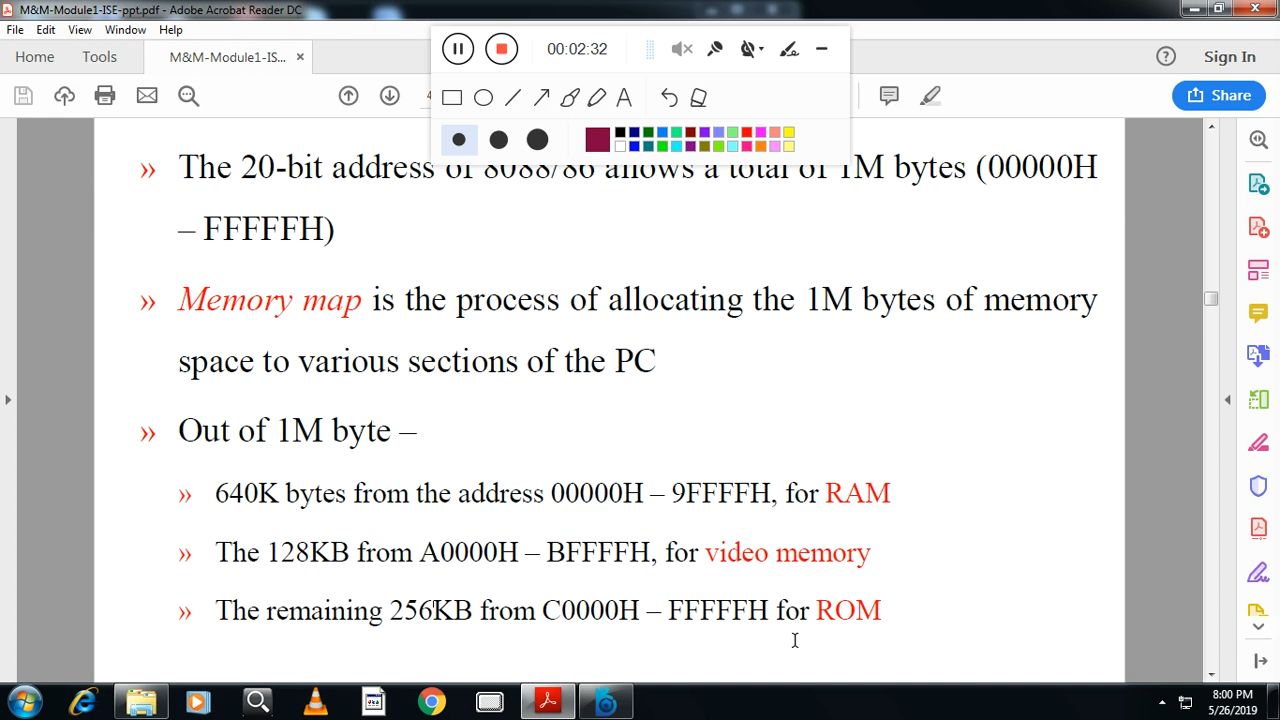 M&M-Module1-ISE-ppt.pdf - Adobe Acrobat Reader DC
File Edit View Window Help
Home Tools M&M-Module1-IS... × 00:02:32 ? Sign In
Share
» The 20-bit address of 8088/86 allows a total of 1M bytes (00000H
– FFFFFH)
» Memory map is the process of allocating the 1M bytes of memory
space to various sections of the PC
» Out of 1M byte –
» 640K bytes from the address 00000H – 9FFFFH, for RAM
» The 128KB from A0000H – BFFFFH, for video memory
» The remaining 256KB from C0000H – FFFFFH for ROM
8:00 PM
5/26/2019